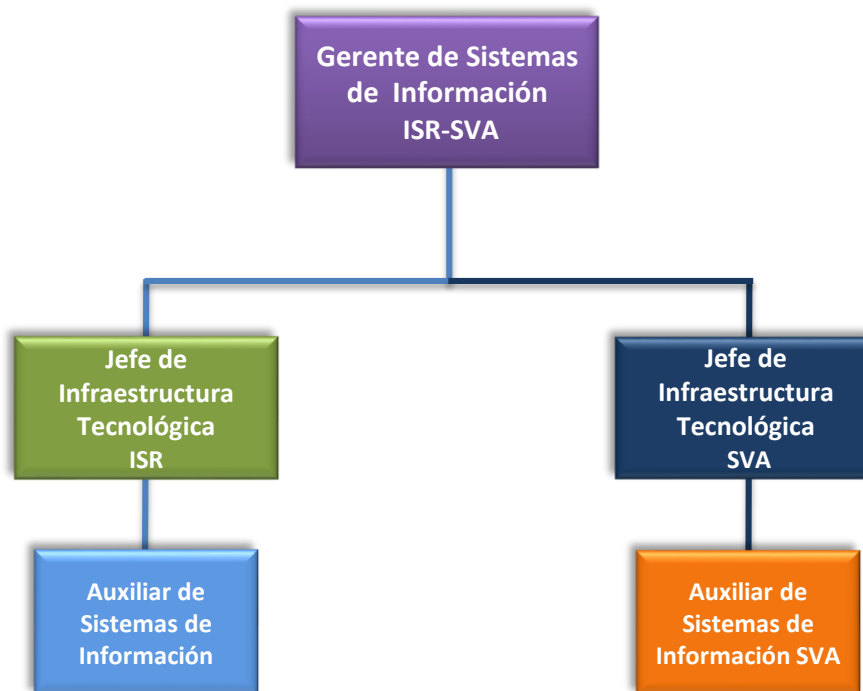 Gerente de Sistemas
de Información
ISR-SVA
Jefe de
Infraestructura
Tecnológica
ISR
Jefe de
Infraestructura
Tecnológica
SVA
Auxiliar de
Sistemas de
Información
Auxiliar de
Sistemas de
Información SVA